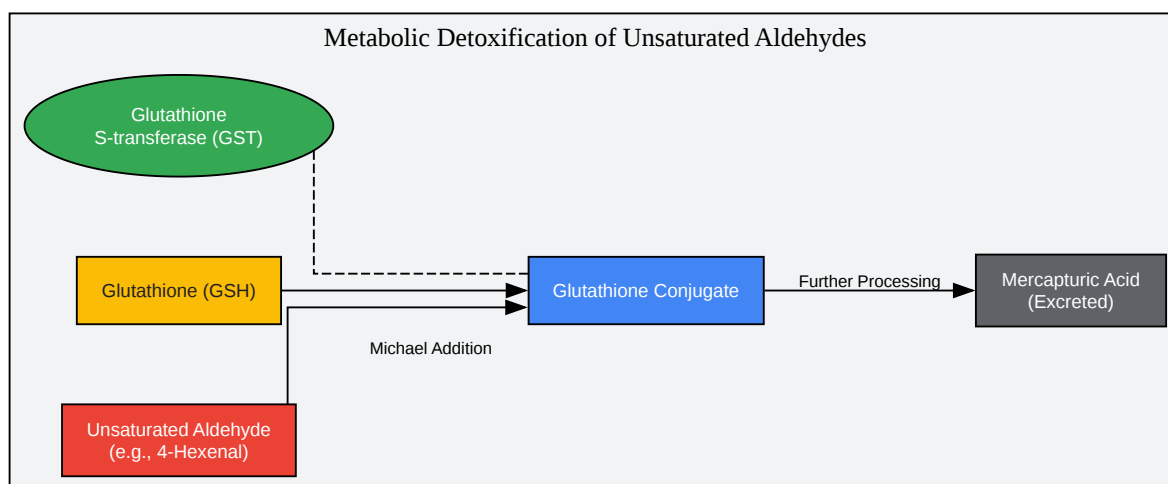 Metabolic Detoxification of Unsaturated Aldehydes
Glutathione
S-transferase (GST)
Glutathione (GSH)
Glutathione Conjugate
Further Processing
Mercapturic Acid
(Excreted)
Michael Addition
Unsaturated Aldehyde
(e.g., 4-Hexenal)